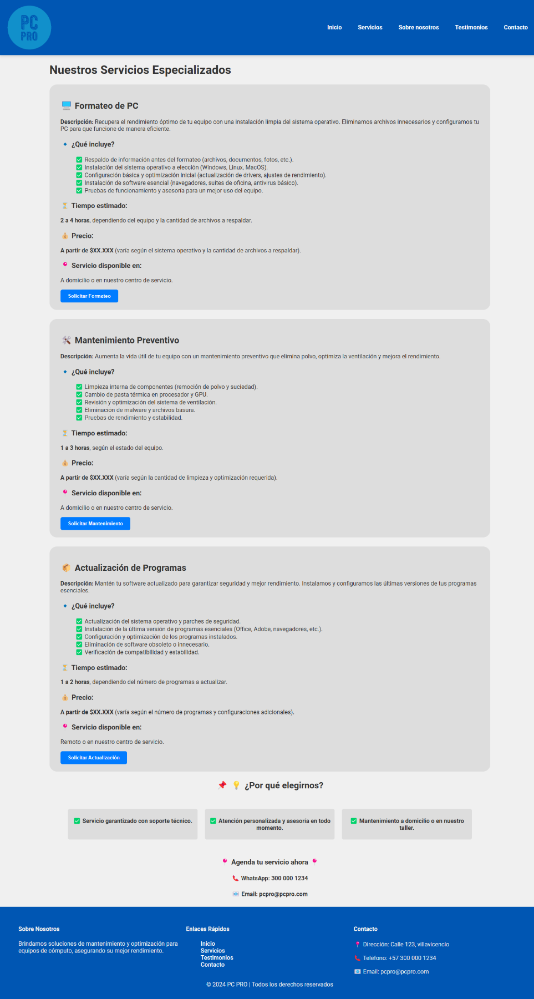 PC
PRO
Inicio Servicios Sobre nosotros Testimonios Contacto
Nuestros Servicios Especializados
🖥️ Formateo de PC
Descripción: Recupera el rendimiento óptimo de tu equipo con una instalación limpia del sistema operativo. Eliminamos archivos innecesarios y configuramos tu
PC para que funcione de manera eficiente.
🔹 ¿Qué incluye?
✅ Respaldo de información antes del formateo (archivos, documentos, fotos, etc.).
✅ Instalación del sistema operativo a elección (Windows, Linux, MacOS).
✅ Configuración básica y optimización inicial (actualización de drivers, ajustes de rendimiento).
✅ Instalación de software esencial (navegadores, suites de oficina, antivirus básico).
✅ Pruebas de funcionamiento y asesoría para un mejor uso del equipo.
⏳ Tiempo estimado:
2 a 4 horas, dependiendo del equipo y la cantidad de archivos a respaldar.
💰 Precio:
A partir de $XX.XXX (varía según el sistema operativo y la cantidad de archivos a respaldar).
📍 Servicio disponible en:
A domicilio o en nuestro centro de servicio.
Solicitar Formateo
🛠️ Mantenimiento Preventivo
Descripción: Aumenta la vida útil de tu equipo con un mantenimiento preventivo que elimina polvo, optimiza la ventilación y mejora el rendimiento.
🔹 ¿Qué incluye?
✅ Limpieza interna de componentes (remoción de polvo y suciedad).
✅ Cambio de pasta térmica en procesador y GPU.
✅ Revisión y optimización del sistema de ventilación.
✅ Eliminación de malware y archivos basura.
✅ Pruebas de rendimiento y estabilidad.
⏳ Tiempo estimado:
1 a 3 horas, según el estado del equipo.
💰 Precio:
A partir de $XX.XXX (varía según la cantidad de limpieza y optimización requerida).
📍 Servicio disponible en:
A domicilio o en nuestro centro de servicio.
Solicitar Mantenimiento
📦 Actualización de Programas
Descripción: Mantén tu software actualizado para garantizar seguridad y mejor rendimiento. Instalamos y configuramos las últimas versiones de tus programas
esenciales.
🔹 ¿Qué incluye?
✅ Actualización del sistema operativo y parches de seguridad.
✅ Instalación de la última versión de programas esenciales (Office, Adobe, navegadores, etc.).
✅ Configuración y optimización de los programas instalados.
✅ Eliminación de software obsoleto o innecesario.
✅ Verificación de compatibilidad y estabilidad.
⏳ Tiempo estimado:
1 a 2 horas, dependiendo del número de programas a actualizar.
💰 Precio:
A partir de $XX.XXX (varía según el número de programas y configuraciones adicionales).
📍 Servicio disponible en:
Remoto o en nuestro centro de servicio.
Solicitar Actualización
📌 💡 ¿Por qué elegirnos?
✅ Servicio garantizado con soporte técnico.
✅ Atención personalizada y asesoría en todo
momento.
✅ Mantenimiento a domicilio o en nuestro
taller.
📍 Agenda tu servicio ahora 📍
📞 WhatsApp: 300 000 1234
📧 Email: pcpro@pcpro.com
Sobre Nosotros
Brindamos soluciones de mantenimiento y optimización para
equipos de cómputo, asegurando su mejor rendimiento.
Enlaces Rápidos
Inicio
Servicios
Testimonios
Contacto
Contacto
📍 Dirección: Calle 123, villavicencio
📞 Teléfono: +57 300 000 1234
📧 Email: pcpro@pcpro.com
© 2024 PC PRO | Todos los derechos reservados